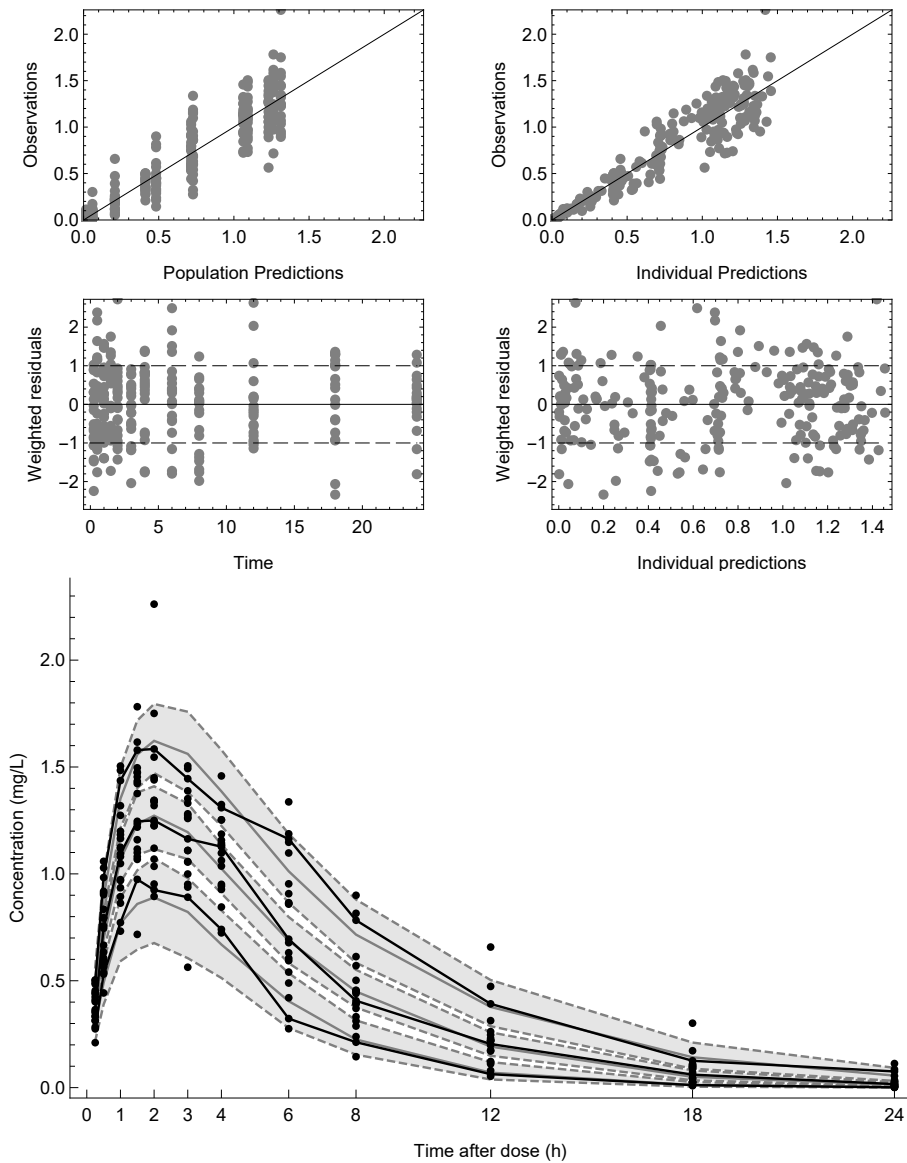 2.0
1.5
1.0
0.5
0.0
Observations
0.0 0.5 1.0 1.5 2.0
Population Predictions
2.0
1.5
1.0
0.5
0.0
Observations
0.0 0.5 1.0 1.5 2.0
Individual Predictions
2
1
0
−1
−2
Weighted residuals
0 5 10 15 20
Time
2
1
0
−1
−2
Weighted residuals
0.0 0.2 0.4 0.6 0.8 1.0 1.2 1.4
Individual predictions
2.0
1.5
1.0
0.5
0.0
Concentration (mg/L)
0 1 2 3 4 6 8 12 18 24
Time after dose (h)